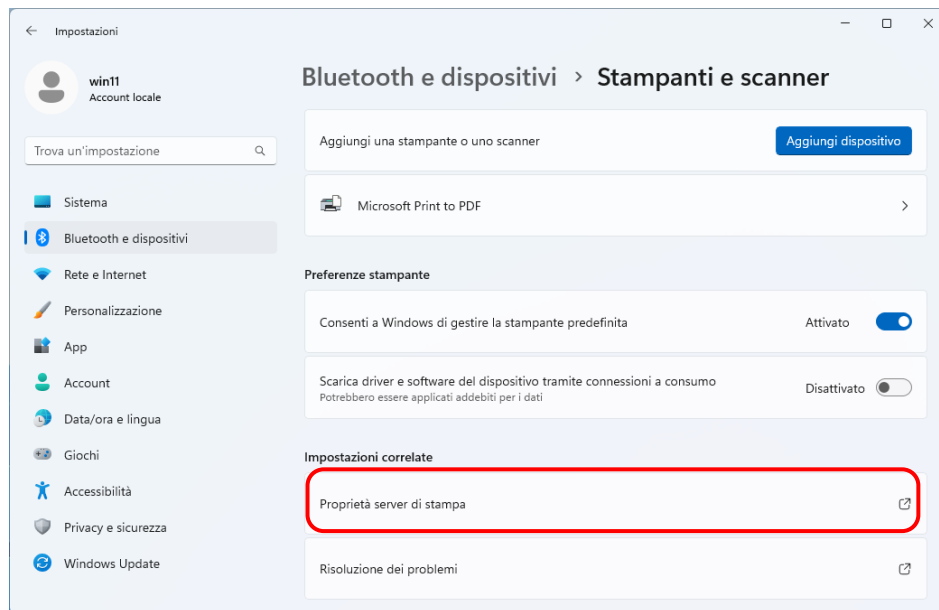 Impostazioni
win11
Account locale
Trova un'impostazione
Sistema
Bluetooth e dispositivi
Rete e Internet
Personalizzazione
App
Account
Data/ora e lingua
Giochi
Accessibilità
Privacy e sicurezza
Windows Update
Bluetooth e dispositivi > Stampanti e scanner
Aggiungi una stampante o uno scanner
Aggiungi dispositivo
Microsoft Print to PDF
Preferenze stampante
Consenti a Windows di gestire la stampante predefinita
Attivato
Scarica driver e software del dispositivo tramite connessioni a consumo
Potrebbero essere applicati addebiti per i dati
Disattivato
Impostazioni correlate
Proprietà server di stampa
Risoluzione dei problemi